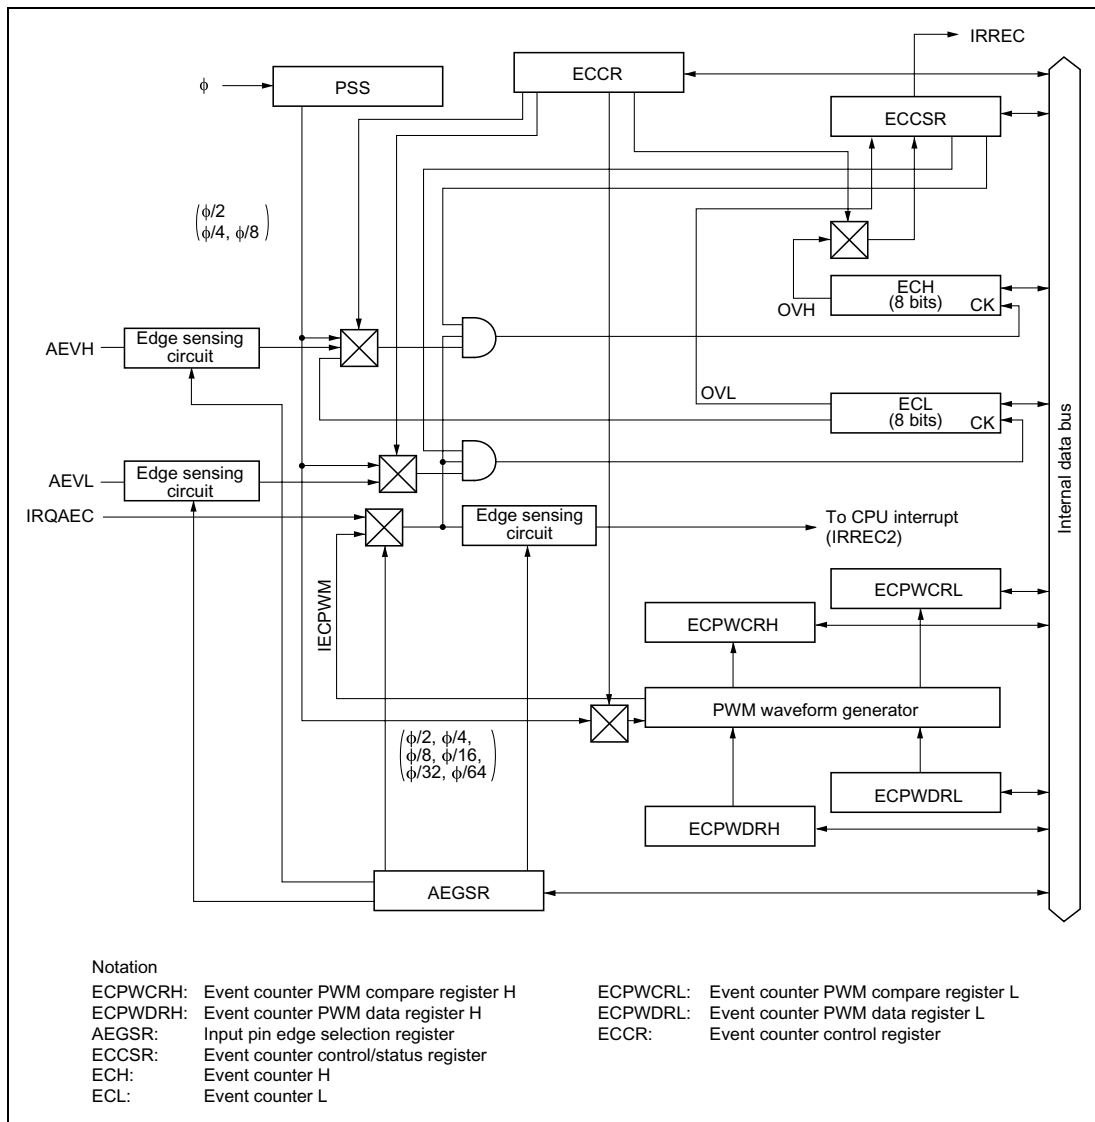 IRREC
ϕ
PSS
ECCR
ECCSR
ϕ/2
ϕ/4, ϕ/8
ECH
(8 bits)
CK
OVH
AEVH
Edge sensing
circuit
OVL
ECL
(8 bits)
CK
AEVL
Edge sensing
circuit
IRQAEC
Edge sensing
circuit
To CPU interrupt
(IRREC2)
Internal data bus
IECPWM
ECPWCRL
ECPWCRH
PWM waveform generator
ϕ/2, ϕ/4,
ϕ/8, ϕ/16,
ϕ/32, ϕ/64
ECPWDRL
ECPWDRH
AEGSR
Notation
ECPWCRH: Event counter PWM compare register H
ECPWDRH: Event counter PWM data register H
AEGSR: Input pin edge selection register
ECCSR: Event counter control/status register
ECH: Event counter H
ECL: Event counter L
ECPWCRL: Event counter PWM compare register L
ECPWDRL: Event counter PWM data register L
ECCR: Event counter control register